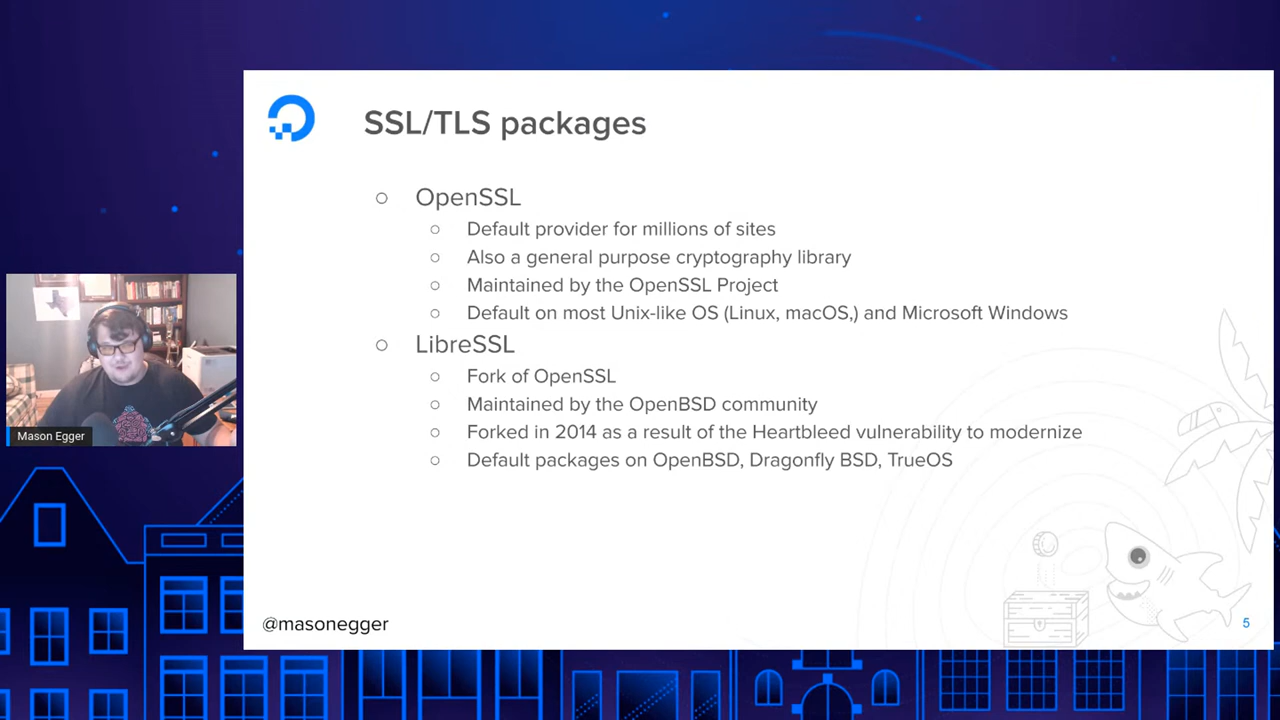 SSL/TLS packages
OpenSSL
Default provider for millions of sites
Also a general purpose cryptography library
Maintained by the OpenSSL Project
Default on most Unix-like OS (Linux, macOS,) and Microsoft Windows
LibreSSL
Fork of OpenSSL
Maintained by the OpenBSD community
Forked in 2014 as a result of the Heartbleed vulnerability to modernize
Default packages on OpenBSD, Dragonfly BSD, TrueOS
Mason Egger
@masonegger
5